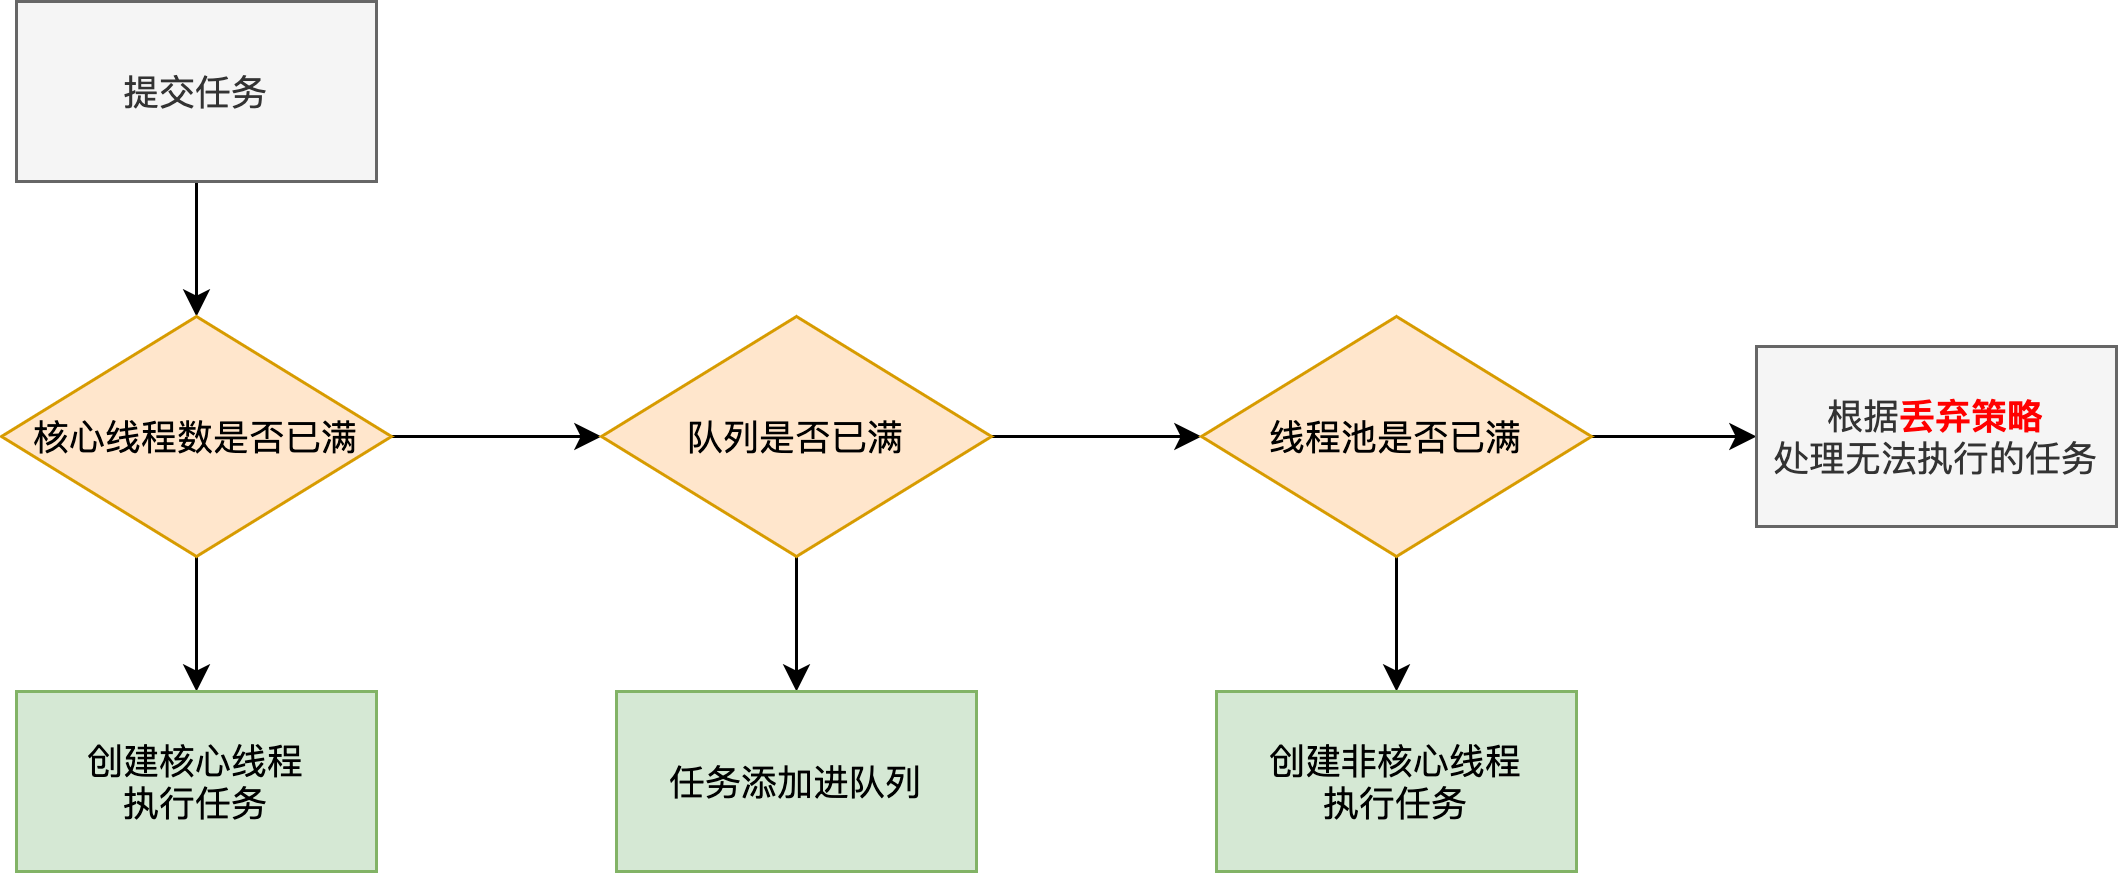 提交任务
核心线程数是否已满
队列是否已满
线程池是否已满
根据丢弃策略
处理无法执行的任务
创建核心线程
执行任务
任务添加进队列
创建非核心线程
执行任务